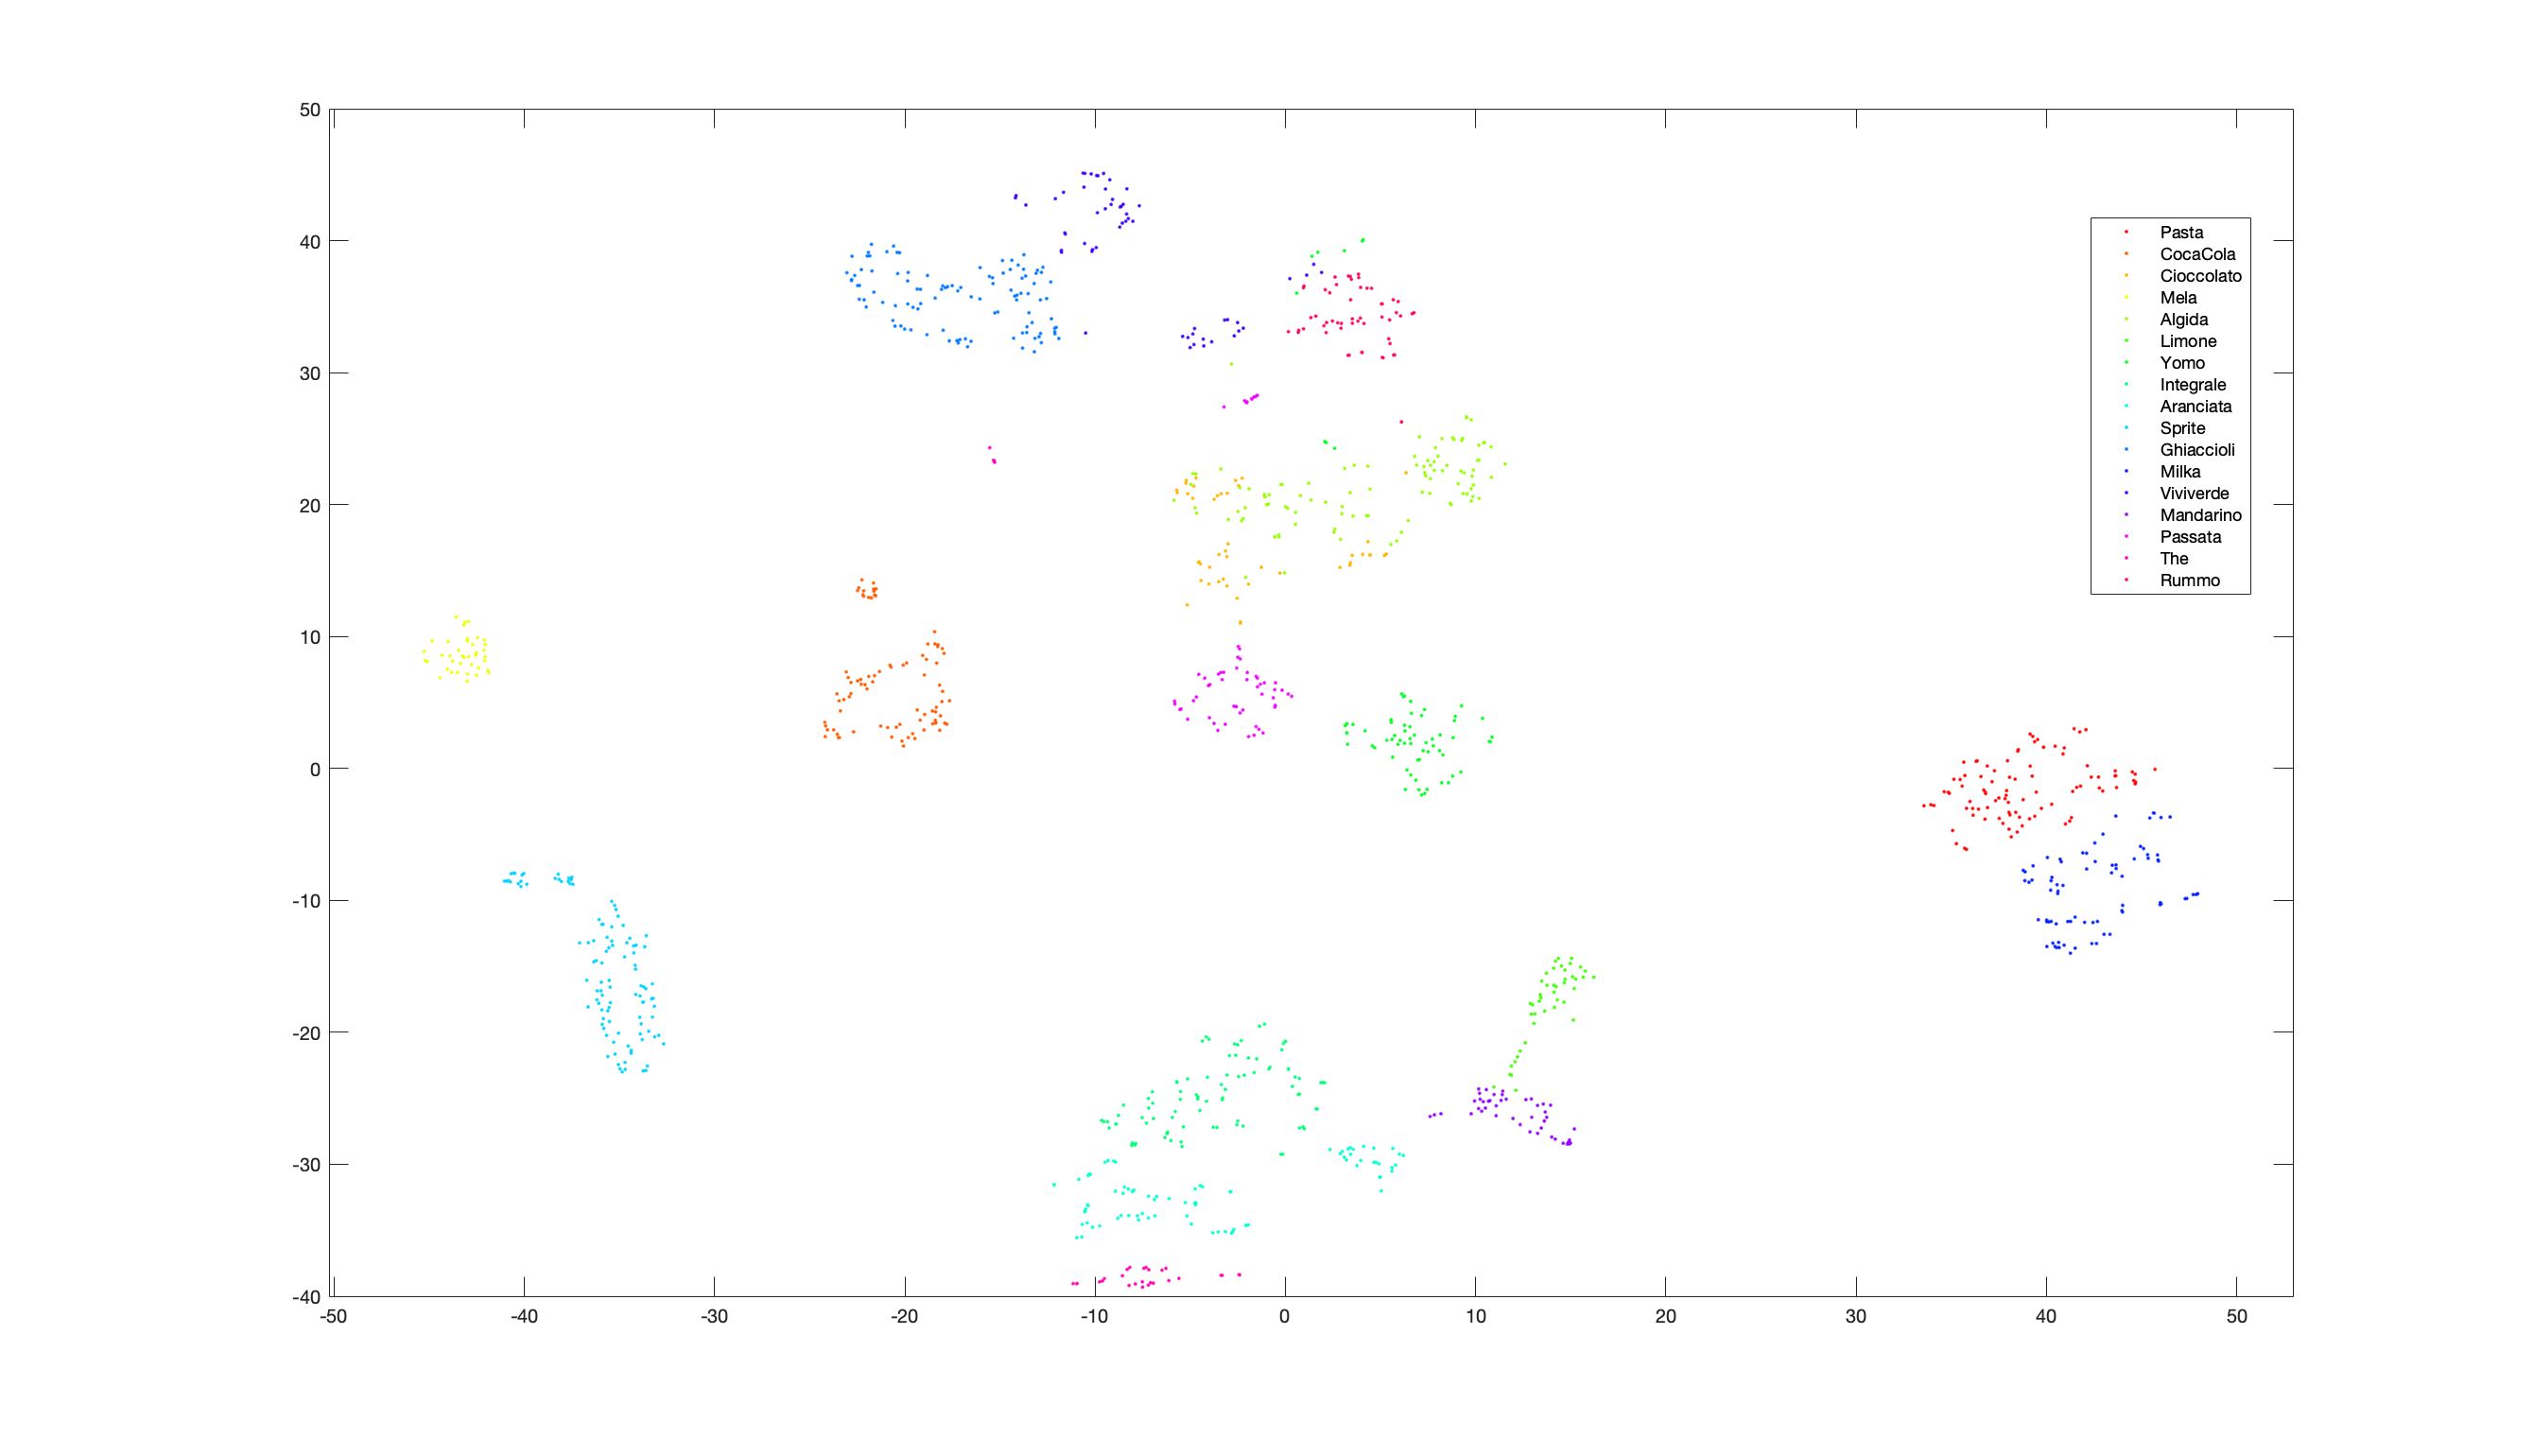 50
40
30
20
10
0
-10
-20
-30
-40
-50 -40 -30 -20 -10 0 10 20 30 40 50
Pasta
CocaCola
Cioccolato
Mela
Algida
Limone
Yomo
Integrale
Aranciata
Sprite
Ghiaccioli
Milka
Viviverde
Mandarino
Passata
The
Rummo